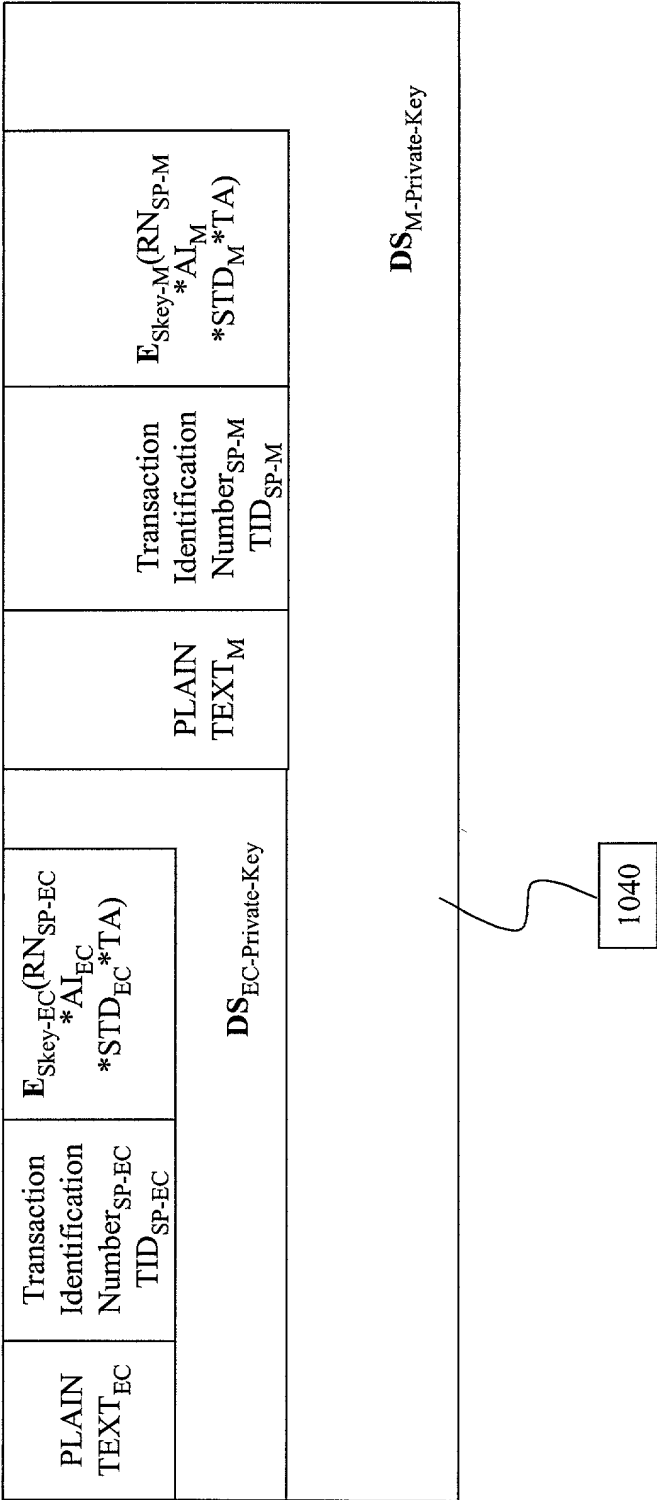 PLAIN
TEXT_EC
Transaction
Identification
Number_SP-EC
TID_SP-EC
E_Skey-EC(RN_SP-EC
*AI_EC
*STD_EC*TA)
DS_EC-Private-Key
PLAIN
TEXT_M
Transaction
Identification
Number_SP-M
TID_SP-M
E_Skey-M(RN_SP-M
*AI_M
*STD_M*TA)
DS_M-Private-Key
1040